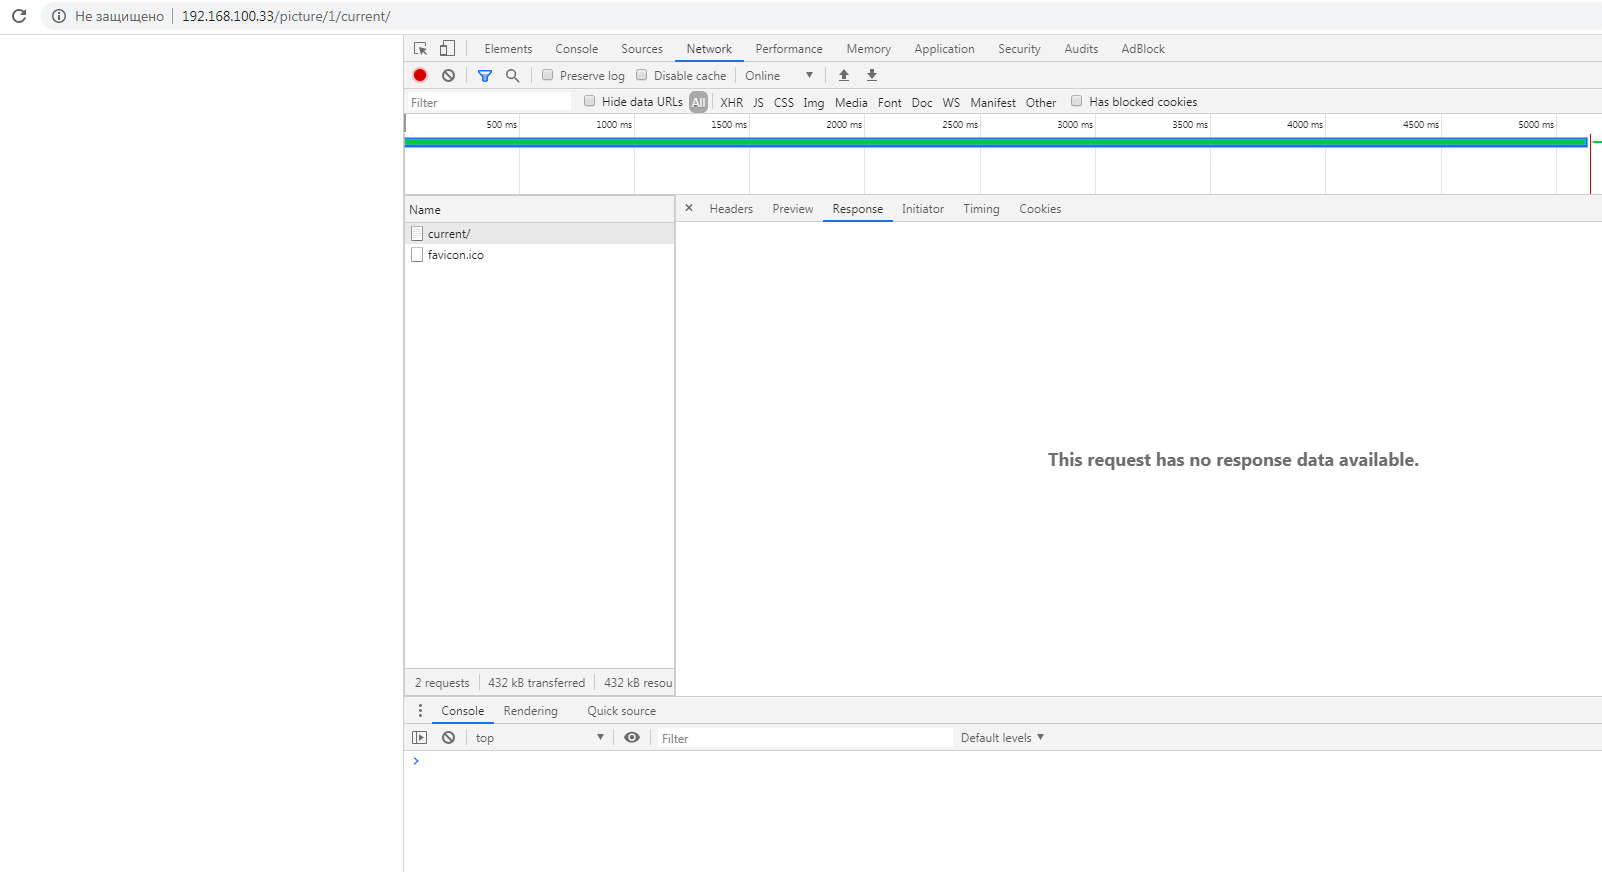 Не защищено 192.168.100.33/picture/1/current/
Elements Console Sources Network Performance Memory Application Security Audits AdBlock
Preserve log Disable cache Online
Filter Hide data URLs All XHR JS CSS Img Media Font Doc WS Manifest Other Has blocked cookies
500 ms 1000 ms 1500 ms 2000 ms 2500 ms 3000 ms 3500 ms 4000 ms 4500 ms 5000 ms
Name
Headers Preview Response Initiator Timing Cookies
current/
favicon.ico
This request has no response data available.
2 requests 432 kB transferred 432 kB resou
Console Rendering Quick source
top Filter Default levels